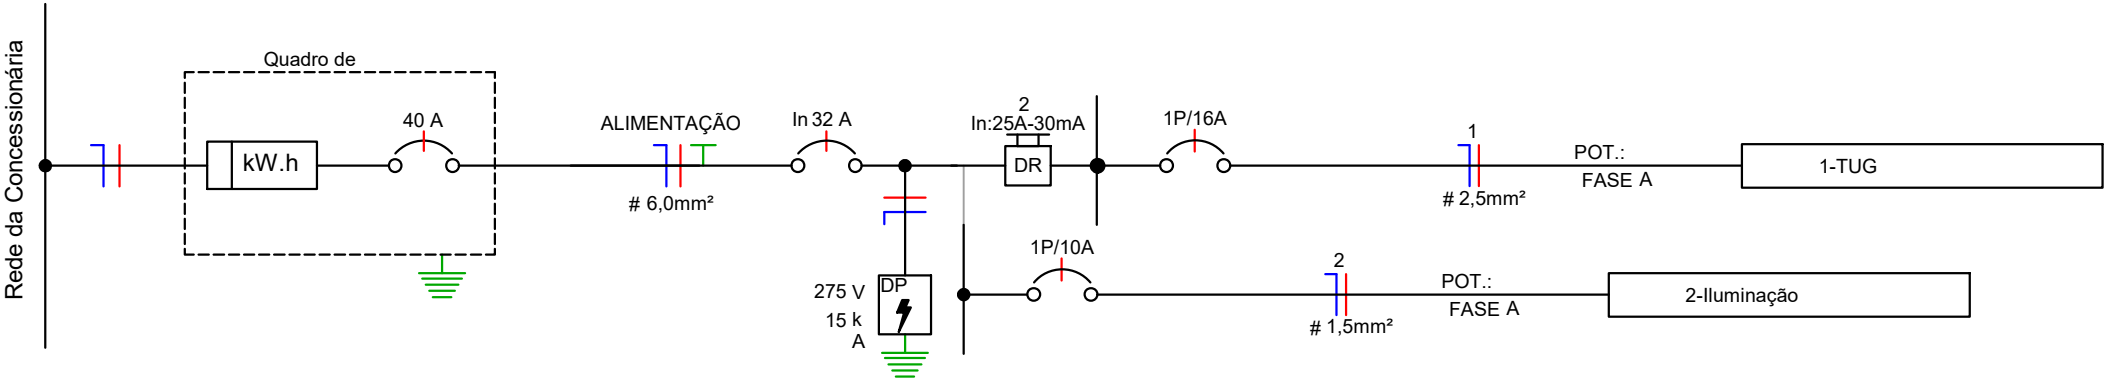 Rede da Concessionária
Quadro de
kW.h
40 A
ALIMENTAÇÃO
# 6,0mm²
In 32 A
2
In:25A-30mA
DR
1P/16A
1
# 2,5mm²
POT.:
FASE A
1-TUG
275 V
15 k
A
DP
1P/10A
2
# 1,5mm²
POT.:
FASE A
2-Iluminação